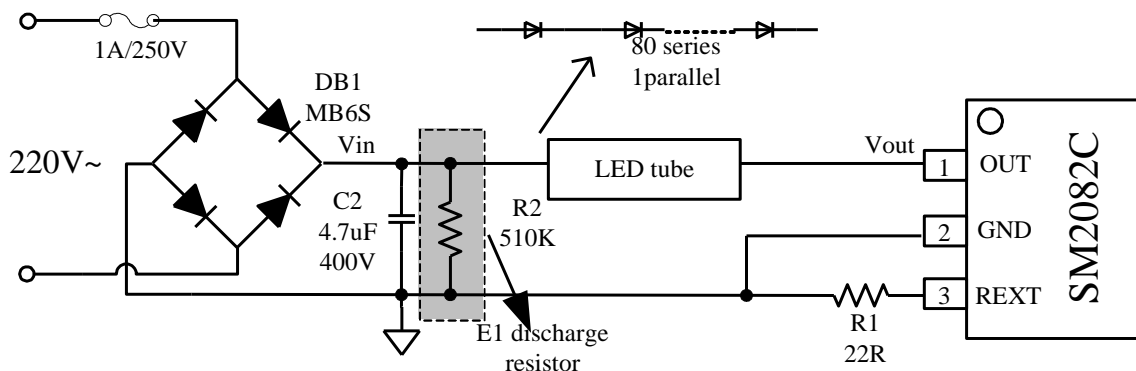 1A/250V
80 series
1parallel
DB1
MB6S
220V~
Vin
C2
4.7uF
400V
R2
510K
LED tube
Vout
1
OUT
2
GND
3
REXT
SM2082C
R1
22R
E1 discharge
resistor